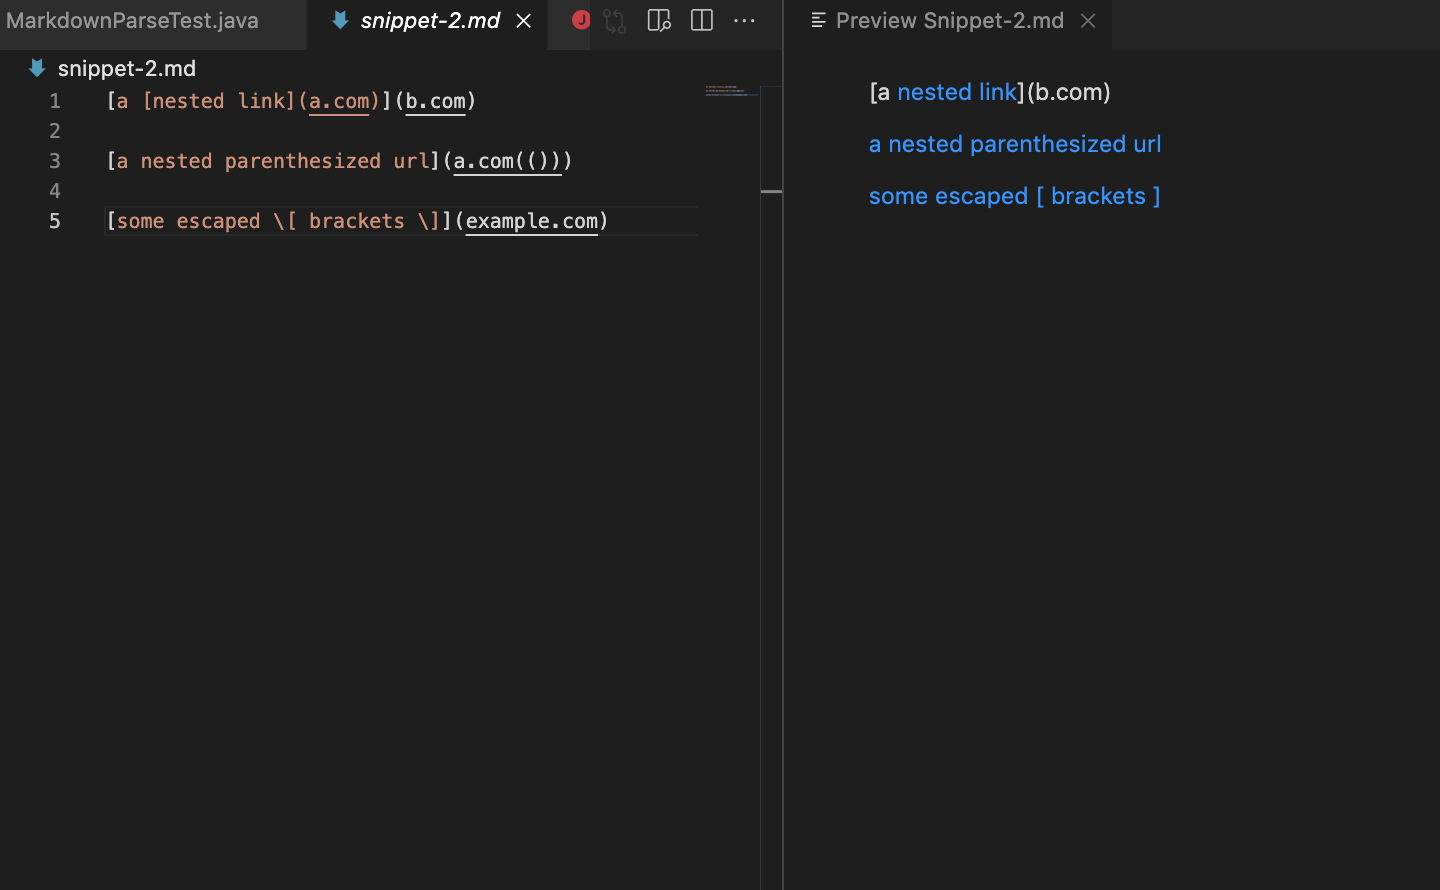 MarkdownParseTest.java
snippet-2.md
J
Preview Snippet-2.md
snippet-2.md
1 [a [nested link](a.com)](b.com)
2
3 [a nested parenthesized url](a.com(()))
4
5 [some escaped \[ brackets \]](example.com)
[a nested link](b.com)
a nested parenthesized url
some escaped [ brackets ]